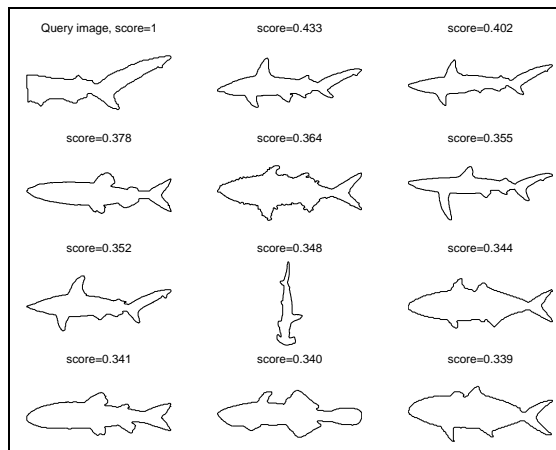 Query image, score=1
score=0.433
score=0.402
score=0.378
score=0.364
score=0.355
score=0.352
score=0.348
score=0.344
score=0.341
score=0.340
score=0.339